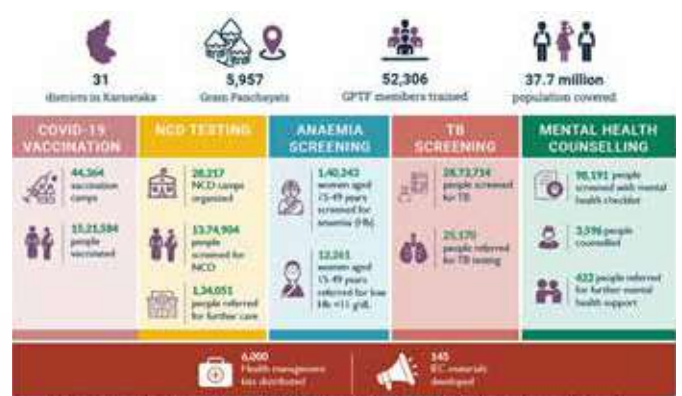 31
districts in Karnataka
5,957
Gram Panchayats
52,306
GPTF members trained
37.7 million
population covered
COVID-19
VACCINATION
44,364
vaccination
camps
15,21,584
people
vaccinated
NCD TESTING
28,217
NCD camps
organized
13,74,904
people
screened for
NCD
1,34,051
people referred
for further care
ANAEMIA
SCREENING
1,40,243
women aged
15-49 years
screened for
anaemia (Hb)
12,261
women aged
15-49 years
referred for low
Hb <11 g/dL
TB
SCREENING
28,73,714
people screened
for TB
25,170
people referred
for TB testing
MENTAL HEALTH
COUNSELLING
98,191 people
screened with mental
health checklist
3,596 people
counselled
422 people referred
for further mental
health support
6,000
Health management
kits distributed
145
IEC materials
developed